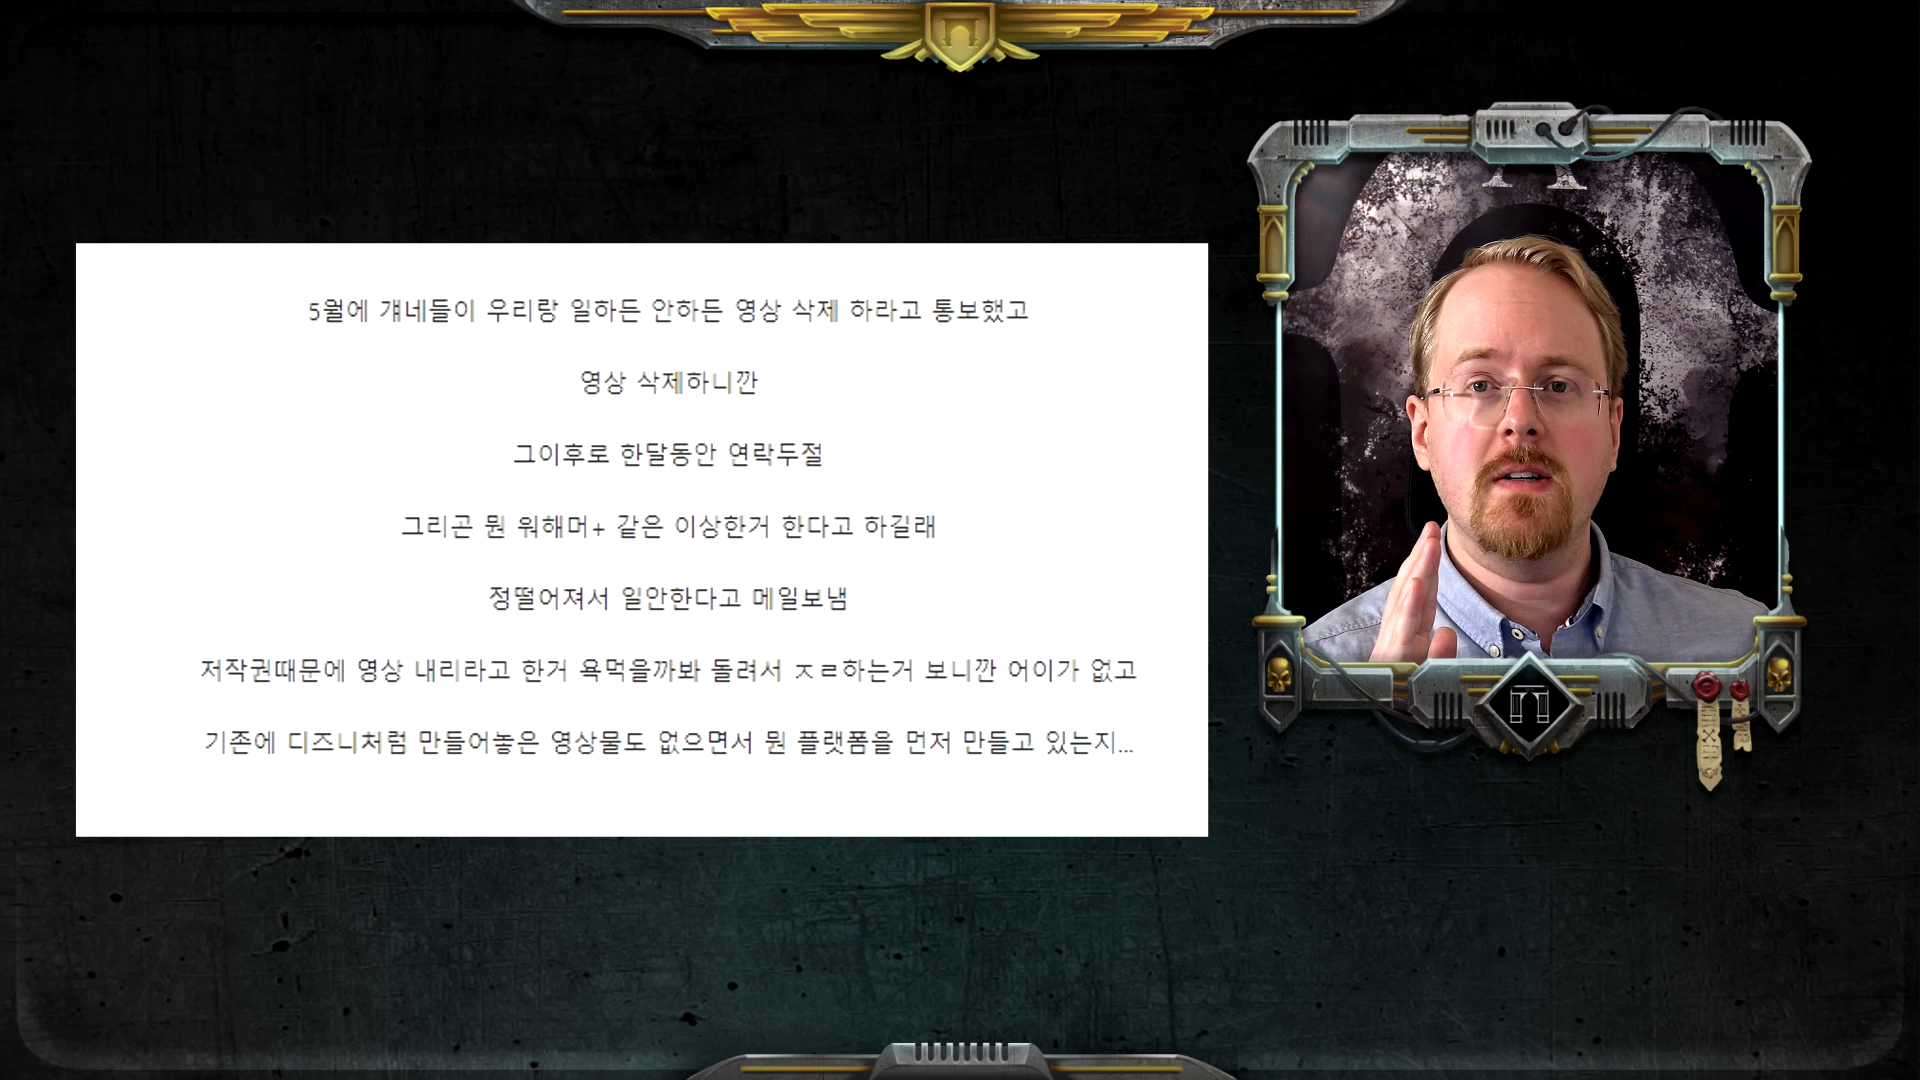 5월에 걔네들이 우리랑 일하든 안하든 영상 삭제 하라고 통보했고
영상 삭제하니깐
그이후로 한달동안 연락두절
그리곤 뭔 워해머+ 같은 이상한거 한다고 하길래
정떨어져서 일안한다고 메일보냄
저작권때문에 영상 내리라고 한거 욕먹을까봐 돌려서 ㅈㄹ하는거 보니깐 어이가 없고
기존에 디즈니처럼 만들어놓은 영상물도 없으면서 뭔 플랫폼을 먼저 만들고 있는지...